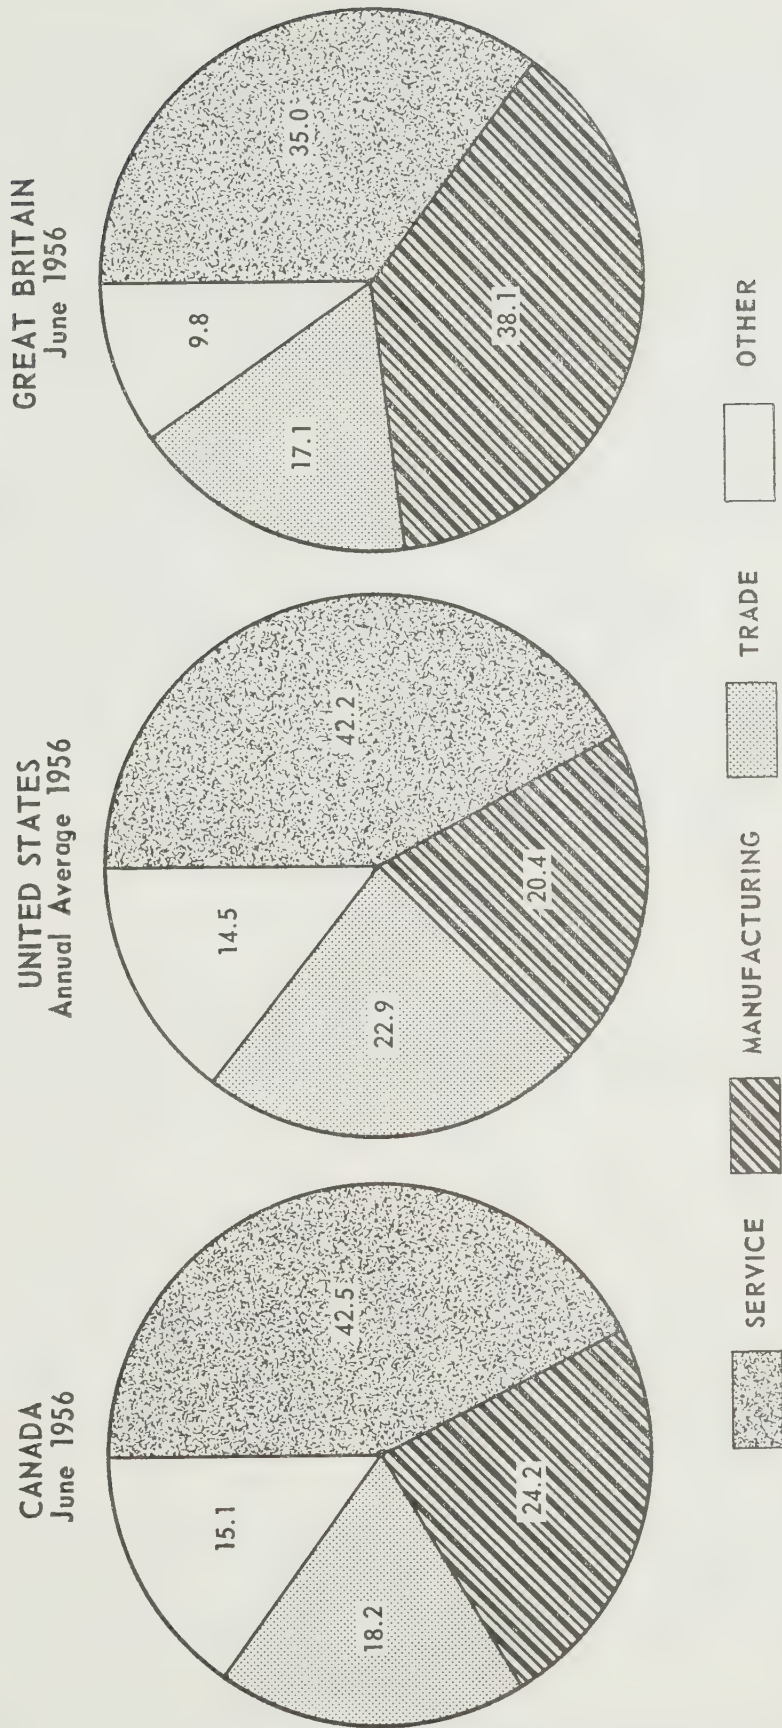 CANADA
June 1956
15.1
42.5
18.2
24.2
UNITED STATES
Annual Average 1956
14.5
42.2
22.9
20.4
GREAT BRITAIN
June 1956
9.8
35.0
17.1
38.1
SERVICE
MANUFACTURING
TRADE
OTHER